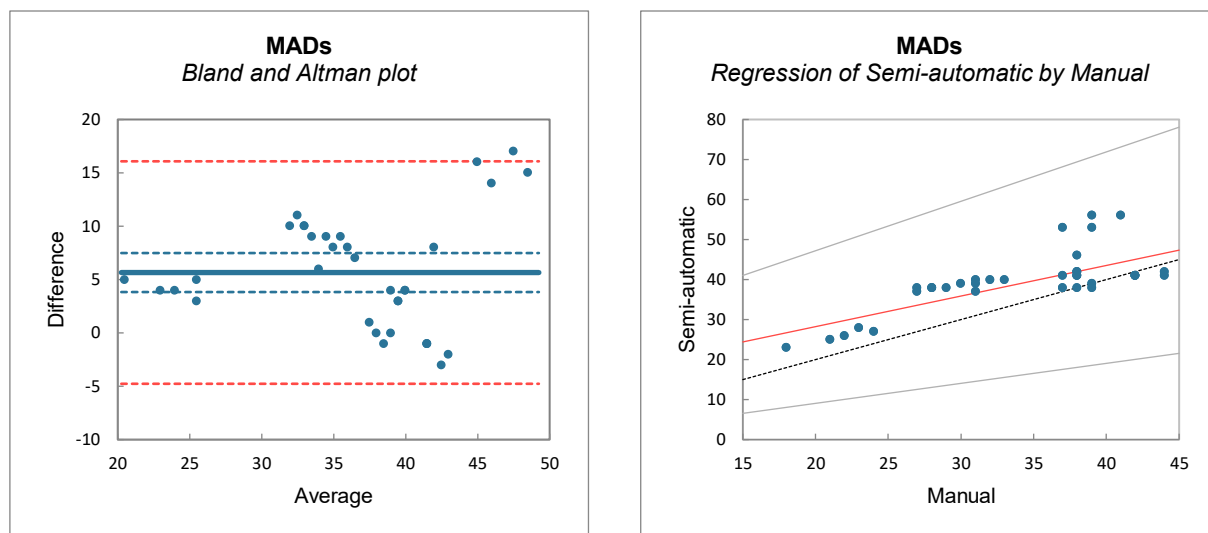 MADs
Bland and Altman plot
20
15
10
5
0
-5
-10
Difference
20 25 30 35 40 45 50
Average
MADs
Regression of Semi-automatic by Manual
80
70
60
50
40
30
20
10
0
Semi-automatic
15 20 25 30 35 40 45
Manual